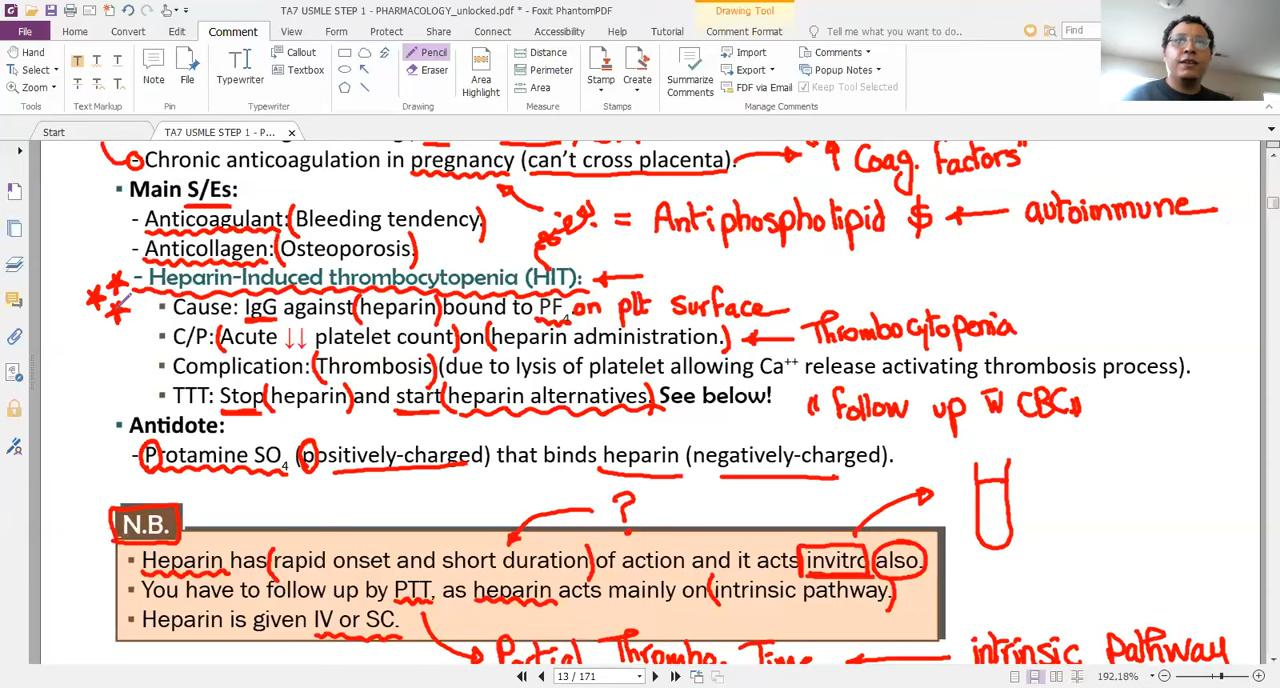 TA7 USMLE STEP 1 - PHARMACOLOGY_unlocked.pdf * - Foxit PhantomPDF
Drawing Tool
File Home Convert Edit Comment View Form Protect Share Connect Accessibility Help Tutorial Comment Format Tell me what you want to do... Find
Hand
Select
Zoom
Tools
Text Markup
Note
File
Pin
Typewriter
Callout
Textbox
Typewriter
Pencil
Eraser
Drawing
Area Highlight
Distance
Perimeter
Area
Measure
Stamp
Create
Stamps
Summarize Comments
Import
Export
FDF via Email
Comments
Popup Notes
Keep Tool Selected
Manage Comments
Start TA7 USMLE STEP 1 - P...
- Chronic anticoagulation in pregnancy (can't cross placenta). "↑ Coag. Factors"
Main S/Es:
- Anticoagulant: (Bleeding tendency) = Antiphospholipid $ ← autoimmune
- Anticollagen: (Osteoporosis)
- Heparin-Induced thrombocytopenia (HIT):
Cause: IgG against heparin bound to PF4 on plt surface
C/P: Acute ↓↓ platelet count on heparin administration. Thrombocytopenia
Complication: Thrombosis (due to lysis of platelet allowing Ca++ release activating thrombosis process).
TTT: Stop heparin and start heparin alternatives. See below! "follow up w CBC"
Antidote:
- Protamine SO4 (positively-charged) that binds heparin (negatively-charged).
?
N.B.
Heparin has rapid onset and short duration of action and it acts invitro also.
You have to follow up by PTT, as heparin acts mainly on intrinsic pathway.
Heparin is given IV or SC.
Partial Thrombo. Time ← intrinsic Pathway
13 / 171
192.18%